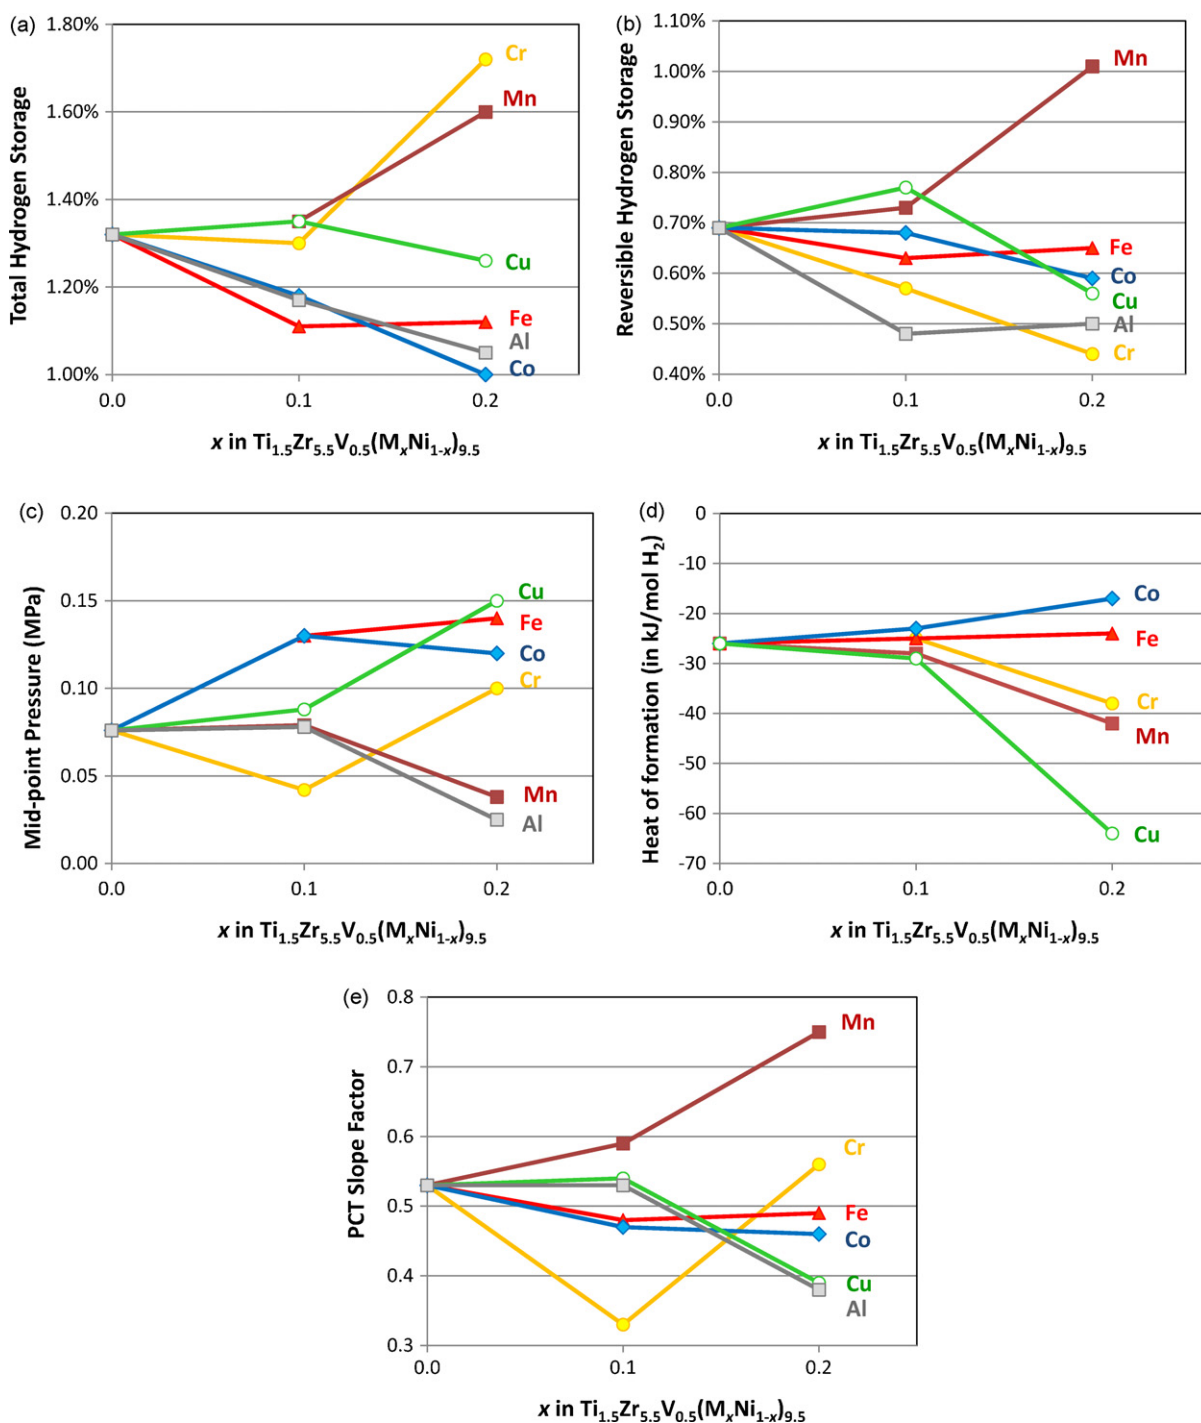 (a)
Total Hydrogen Storage
1.80%
1.60%
1.40%
1.20%
1.00%
Cr
Mn
Cu
Fe
Al
Co
0.0 0.1 0.2
x in Ti₁.₅Zr₅.₅V₀.₅(MₓNi₁₋ₓ)₉.₅
(b)
Reversible Hydrogen Storage
1.10%
1.00%
0.90%
0.80%
0.70%
0.60%
0.50%
0.40%
Mn
Fe
Co
Cu
Al
Cr
0.0 0.1 0.2
x in Ti₁.₅Zr₅.₅V₀.₅(MₓNi₁₋ₓ)₉.₅
(c)
Mid-point Pressure (MPa)
0.20
0.15
0.10
0.05
0.00
Cu
Fe
Co
Cr
Mn
Al
0.0 0.1 0.2
x in Ti₁.₅Zr₅.₅V₀.₅(MₓNi₁₋ₓ)₉.₅
(d)
Heat of formation (in kJ/mol H₂)
0
-10
-20
-30
-40
-50
-60
-70
Co
Fe
Cr
Mn
Cu
0.0 0.1 0.2
x in Ti₁.₅Zr₅.₅V₀.₅(MₓNi₁₋ₓ)₉.₅
(e)
PCT Slope Factor
0.8
0.7
0.6
0.5
0.4
0.3
Mn
Cr
Fe
Co
Cu
Al
0.0 0.1 0.2
x in Ti₁.₅Zr₅.₅V₀.₅(MₓNi₁₋ₓ)₉.₅